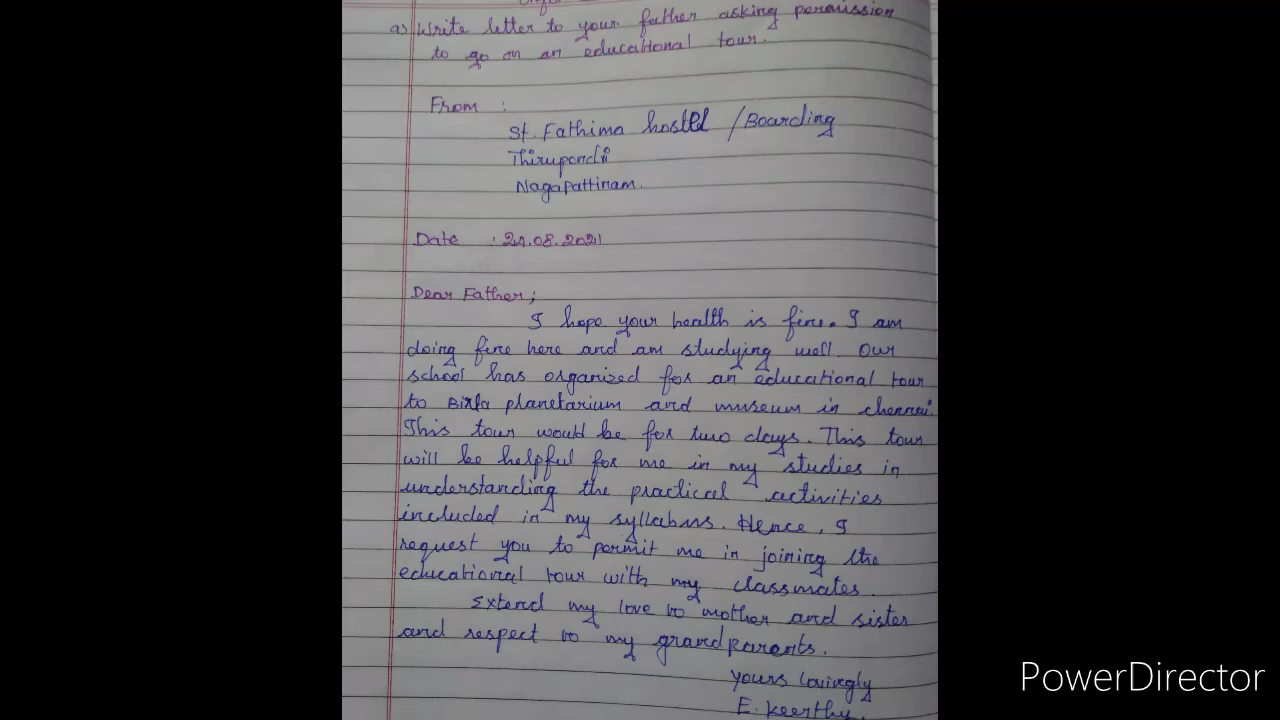 a) Write letter to your father asking permission
to go on an educational tour.
From :
St. Fathima hostel / Boarding
Thirupondi
Nagapattinam.
Date : 24.08.2021
Dear Father ;
I hope your health is fine. I am
doing fine here and am studying well. Our
school has organized for an educational tour
to Birla planetarium and museum in chennai.
This tour would be for two days. This tour
will be helpful for me in my studies in
understanding the practical activities
included in my syllabus. Hence, I
request you to permit me in joining the
educational tour with my classmates.
Extend my love to mother and sister
and respect to my grandparents.
yours lovingly
E. Keerthy.
PowerDirector